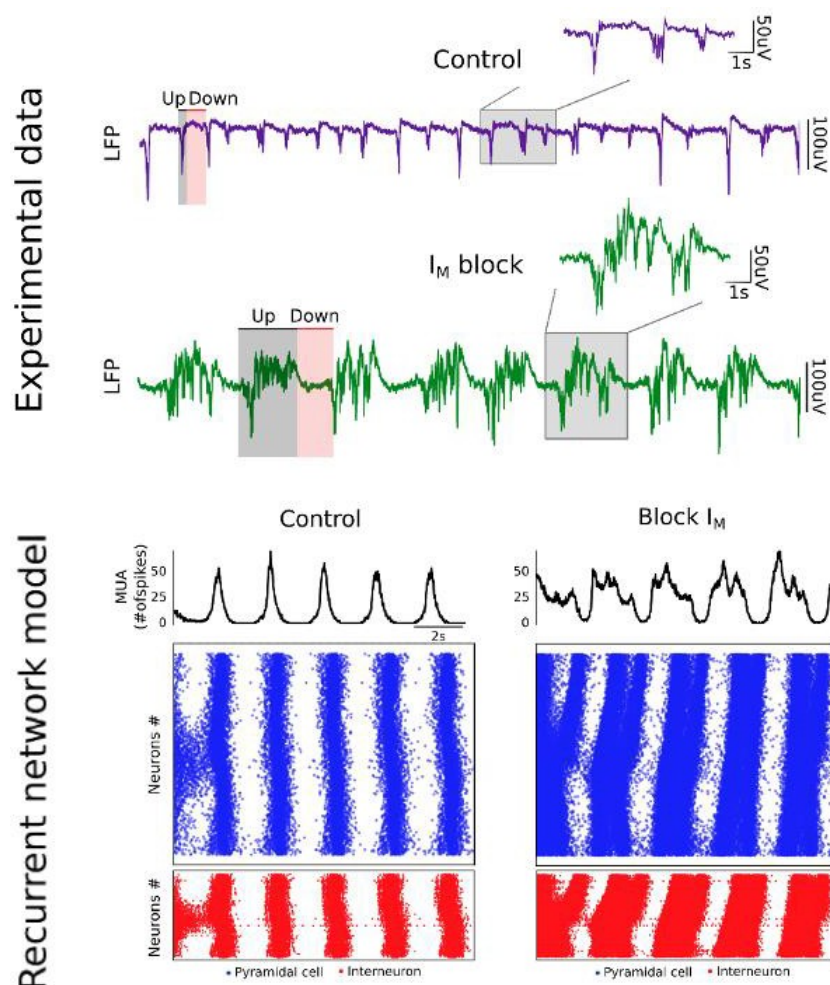 Experimental data
Control
50uV
1s
Up Down
LFP
100uV
I_M block
50uV
1s
Up Down
LFP
100uV
Recurrent network model
Control
Block I_M
MUA
(#ofspikes)
50
25
0
2s
50
25
0
Neurons #
Neurons #
Pyramidal cell Interneuron
Pyramidal cell Interneuron